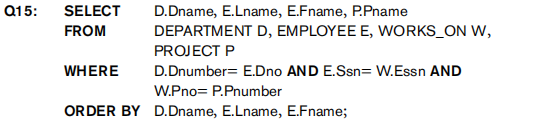 Q15: SELECT D.Dname, E.Lname, E.Fname, P.Pname
FROM DEPARTMENT D, EMPLOYEE E, WORKS_ON W,
PROJECT P
WHERE D.Dnumber= E.Dno AND E.Ssn= W.Essn AND
W.Pno= P.Pnumber
ORDER BY D.Dname, E.Lname, E.Fname;